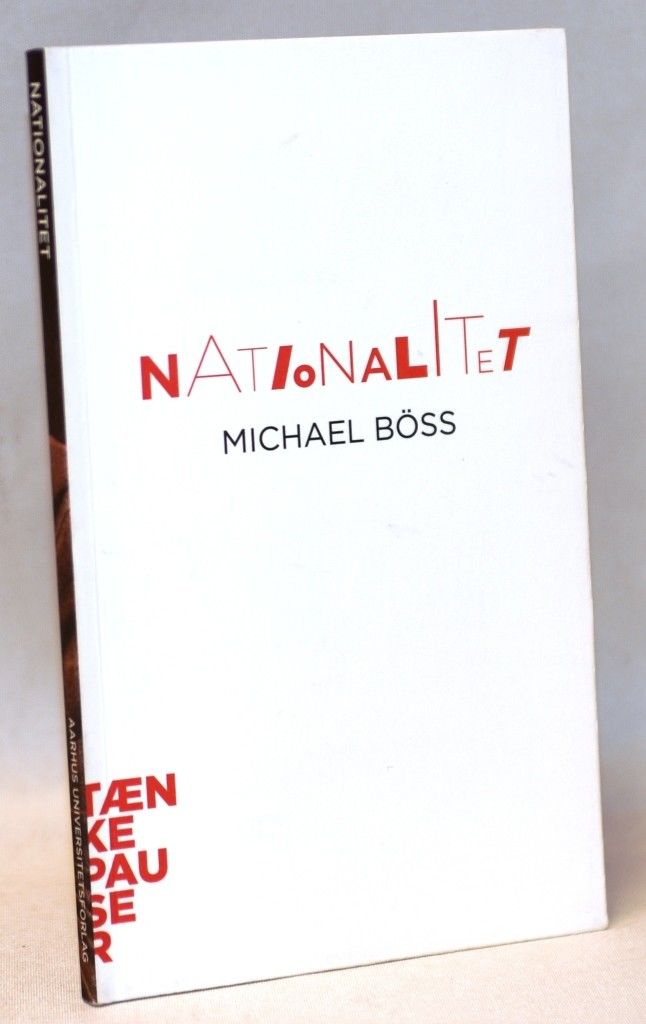 NATIONALITET
MICHAEL BÖSS
TÆN
KE
PAU
SE
R
NATIONALITET
AARHUS UNIVERSITETSFORLAG